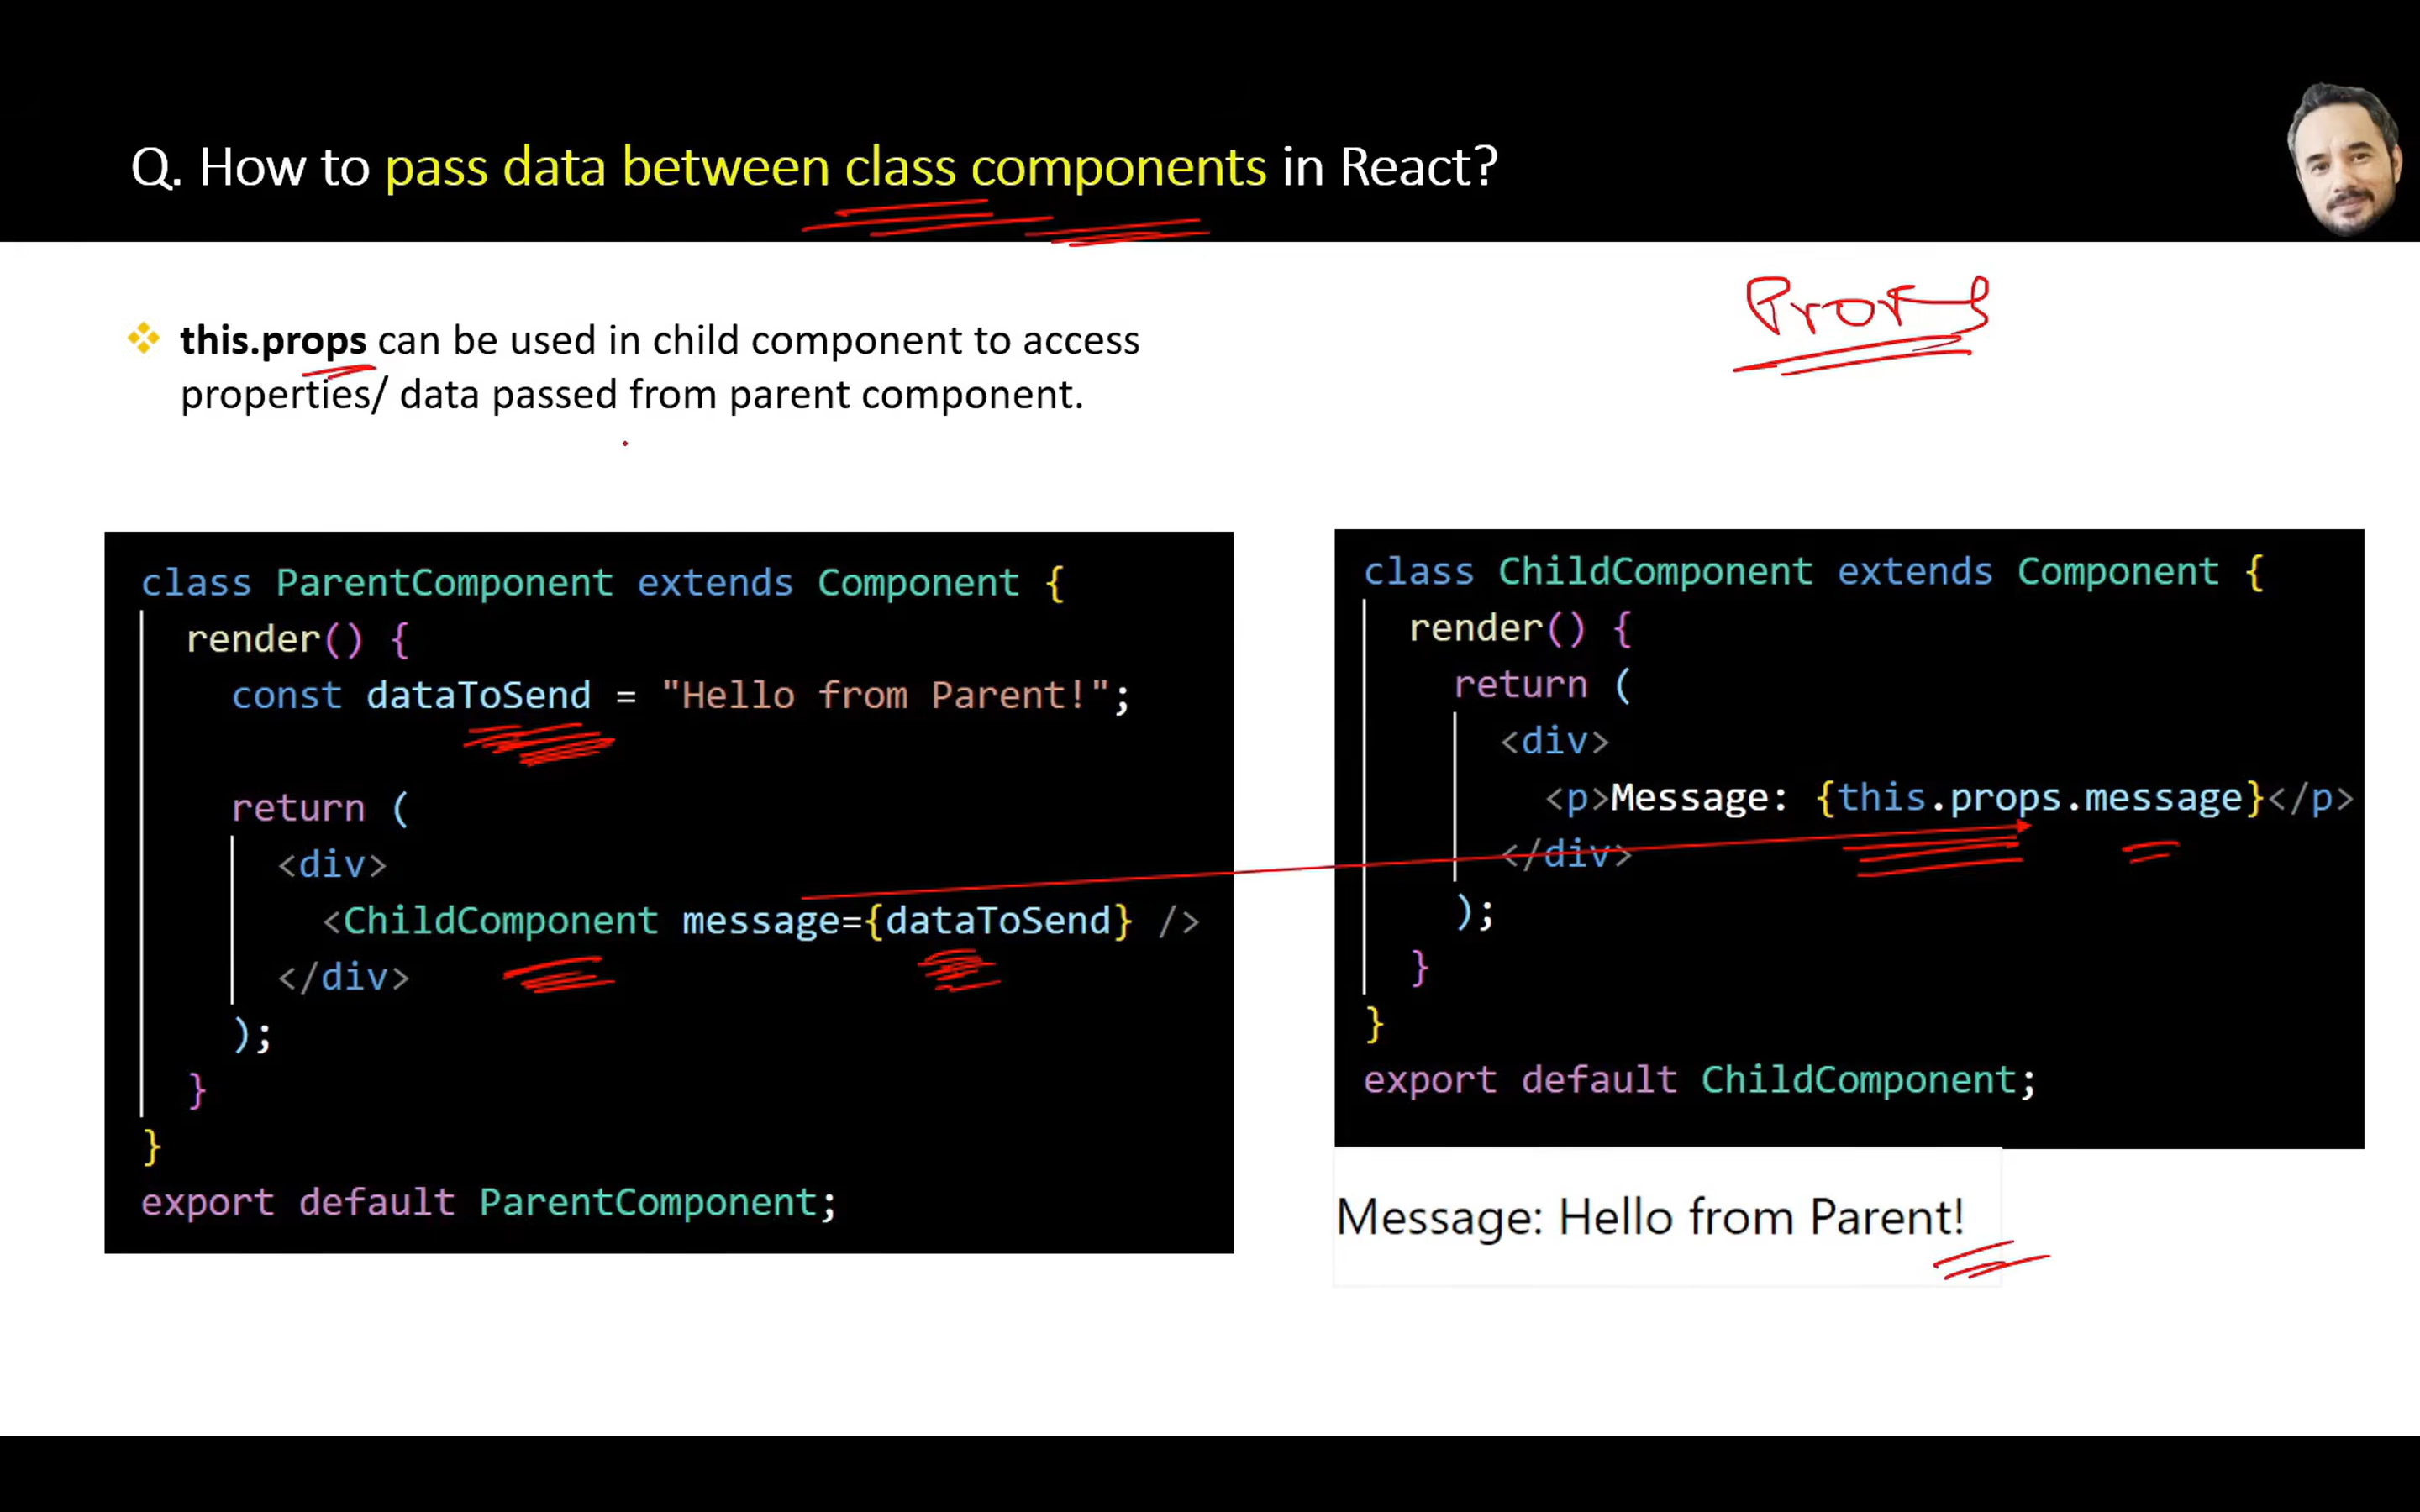 Q. How to pass data between class components in React?
Props
this.props can be used in child component to access
properties/ data passed from parent component.
class ParentComponent extends Component {
render() {
const dataToSend = "Hello from Parent!";
return (
<div>
<ChildComponent message={dataToSend} />
</div>
);
}
}
export default ParentComponent;
class ChildComponent extends Component {
render() {
return (
<div>
<p>Message: {this.props.message}</p>
</div>
);
}
}
export default ChildComponent;
Message: Hello from Parent!